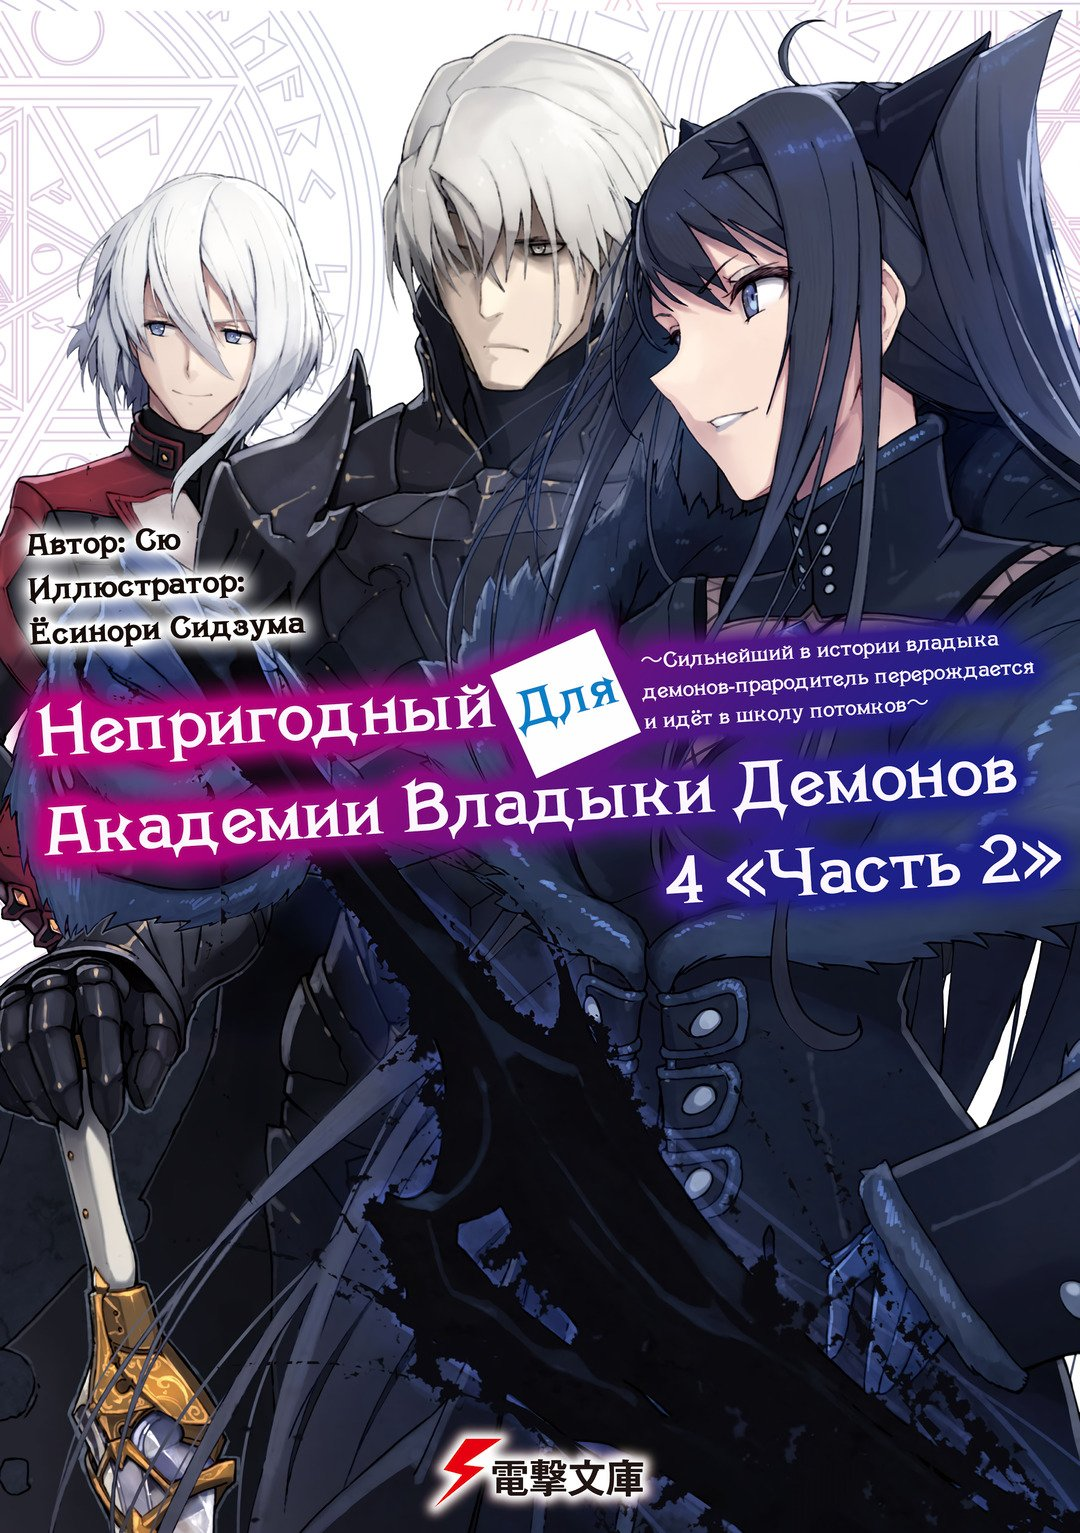 Автор: Сю
Иллюстратор:
Ёсинори Сидзума
Непригодный Для
~Сильнейший в истории владыка
демонов-прародитель перерождается
и идёт в школу потомков~
Академии Владыки Демонов
4 «Часть 2»
電撃文庫